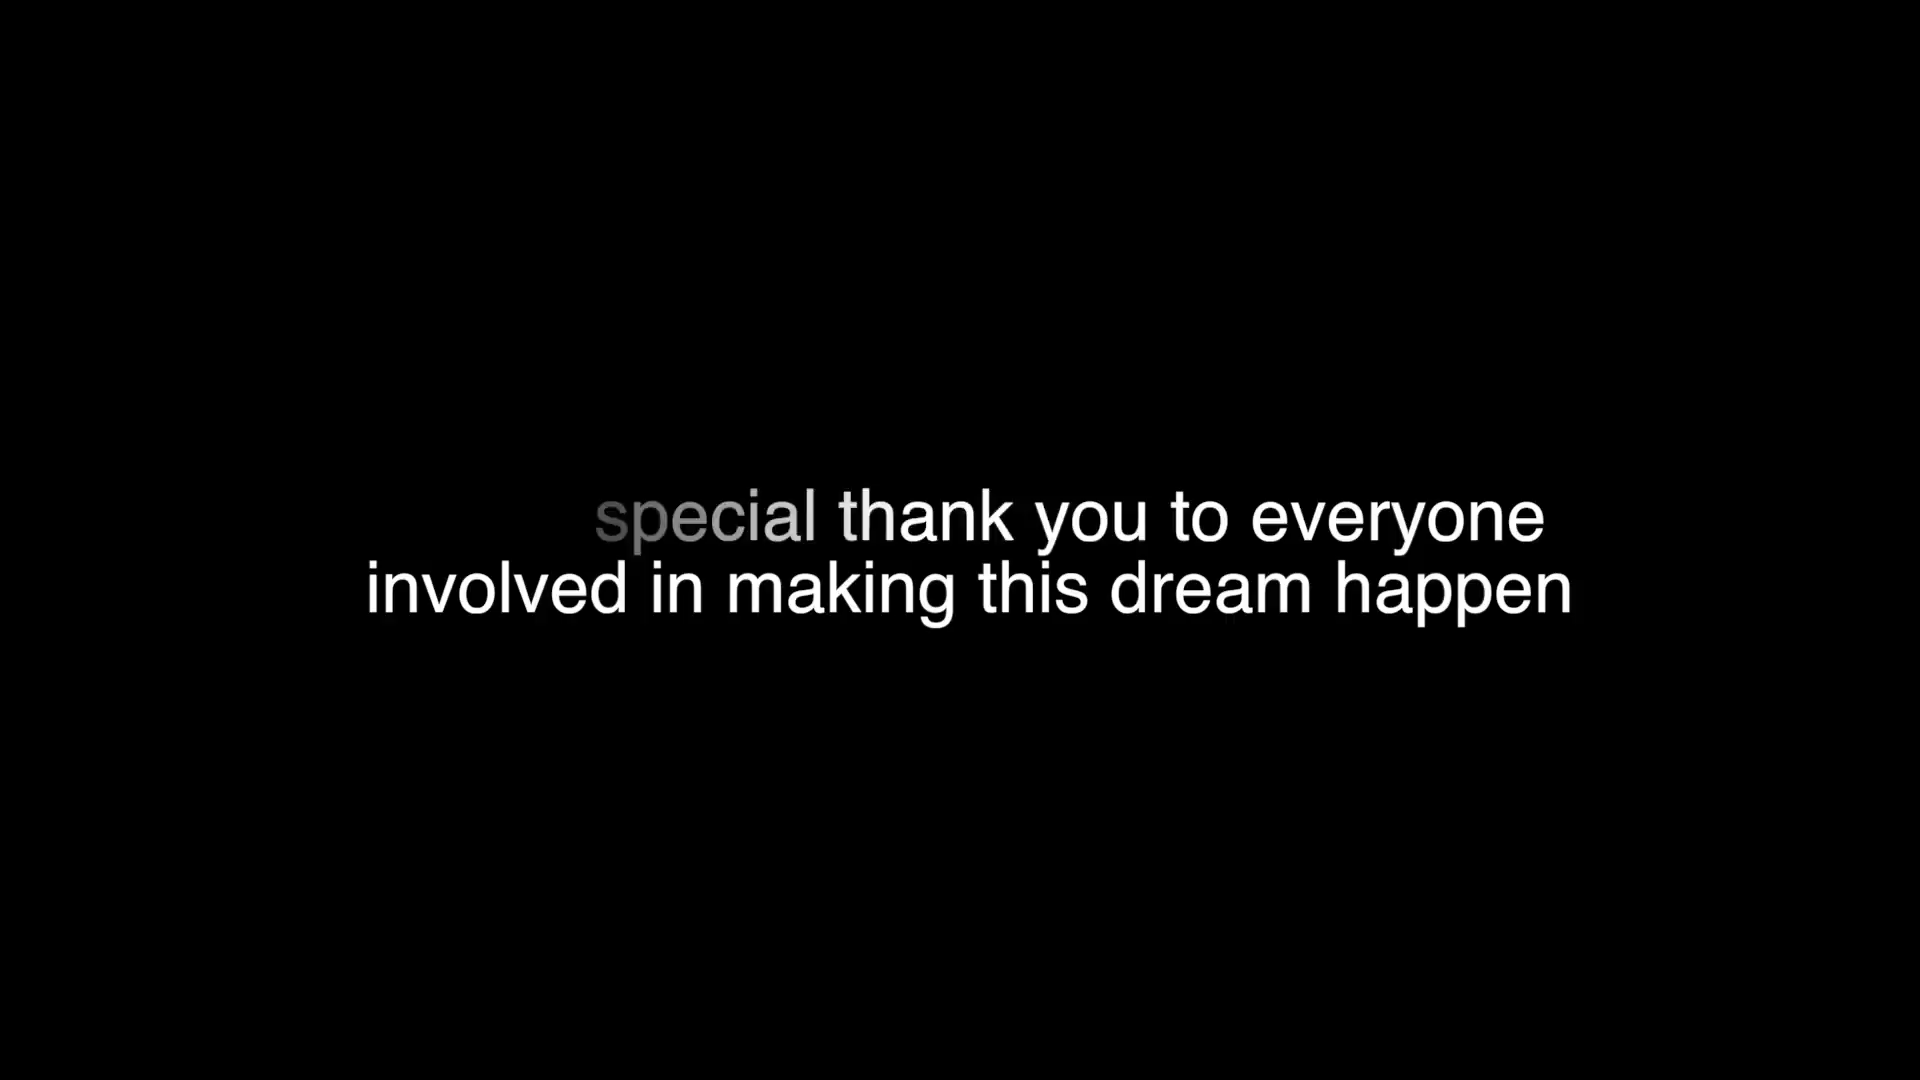 special thank you to everyone
involved in making this dream happen